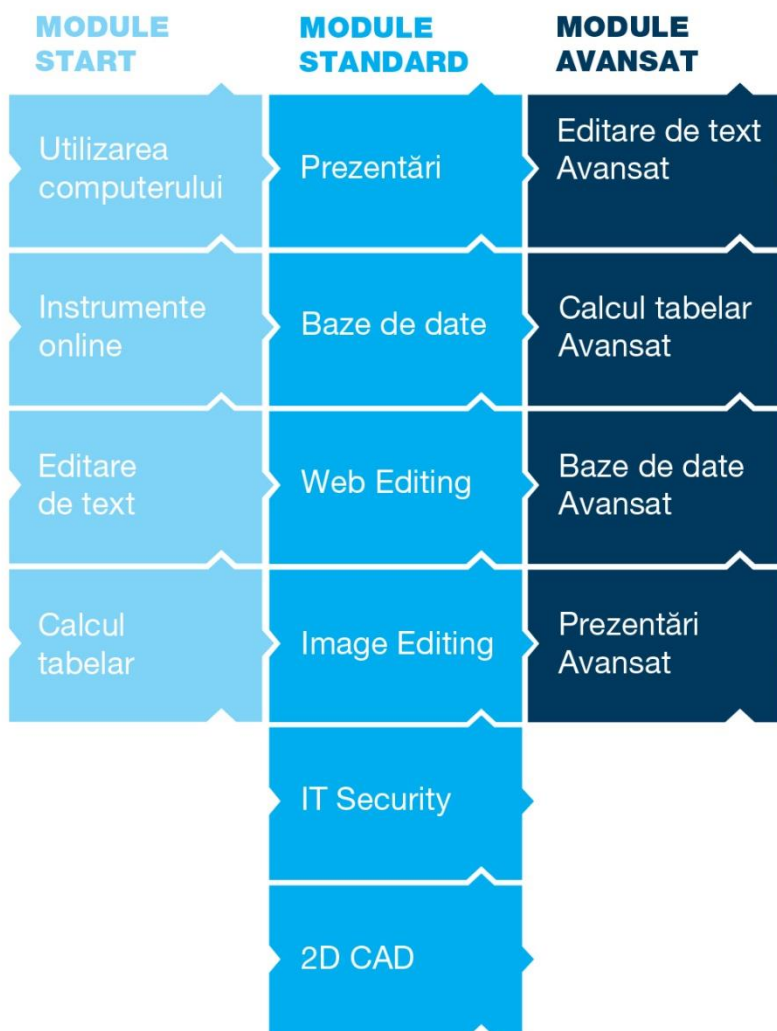 MODULE
START
Utilizarea
computerului
Instrumente
online
Editare
de text
Calcul
tabelar
MODULE
STANDARD
Prezentări
Baze de date
Web Editing
Image Editing
IT Security
2D CAD
MODULE
AVANSAT
Editare de text
Avansat
Calcul tabelar
Avansat
Baze de date
Avansat
Prezentări
Avansat